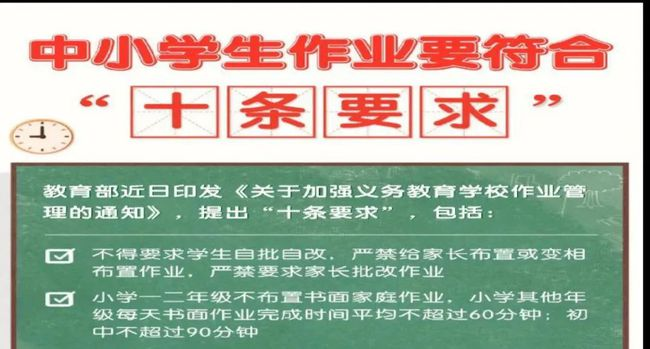 中小学生作业要符合
“十条要求”
教育部近日印发《关于加强义务教育学校作业管
理的通知》，提出“十条要求”，包括：
不得要求学生自批自改，严禁给家长布置或变相
布置作业，严禁要求家长批改作业
小学一二年级不布置书面家庭作业，小学其他年
级每天书面作业完成时间平均不超过60分钟；初
中不超过90分钟